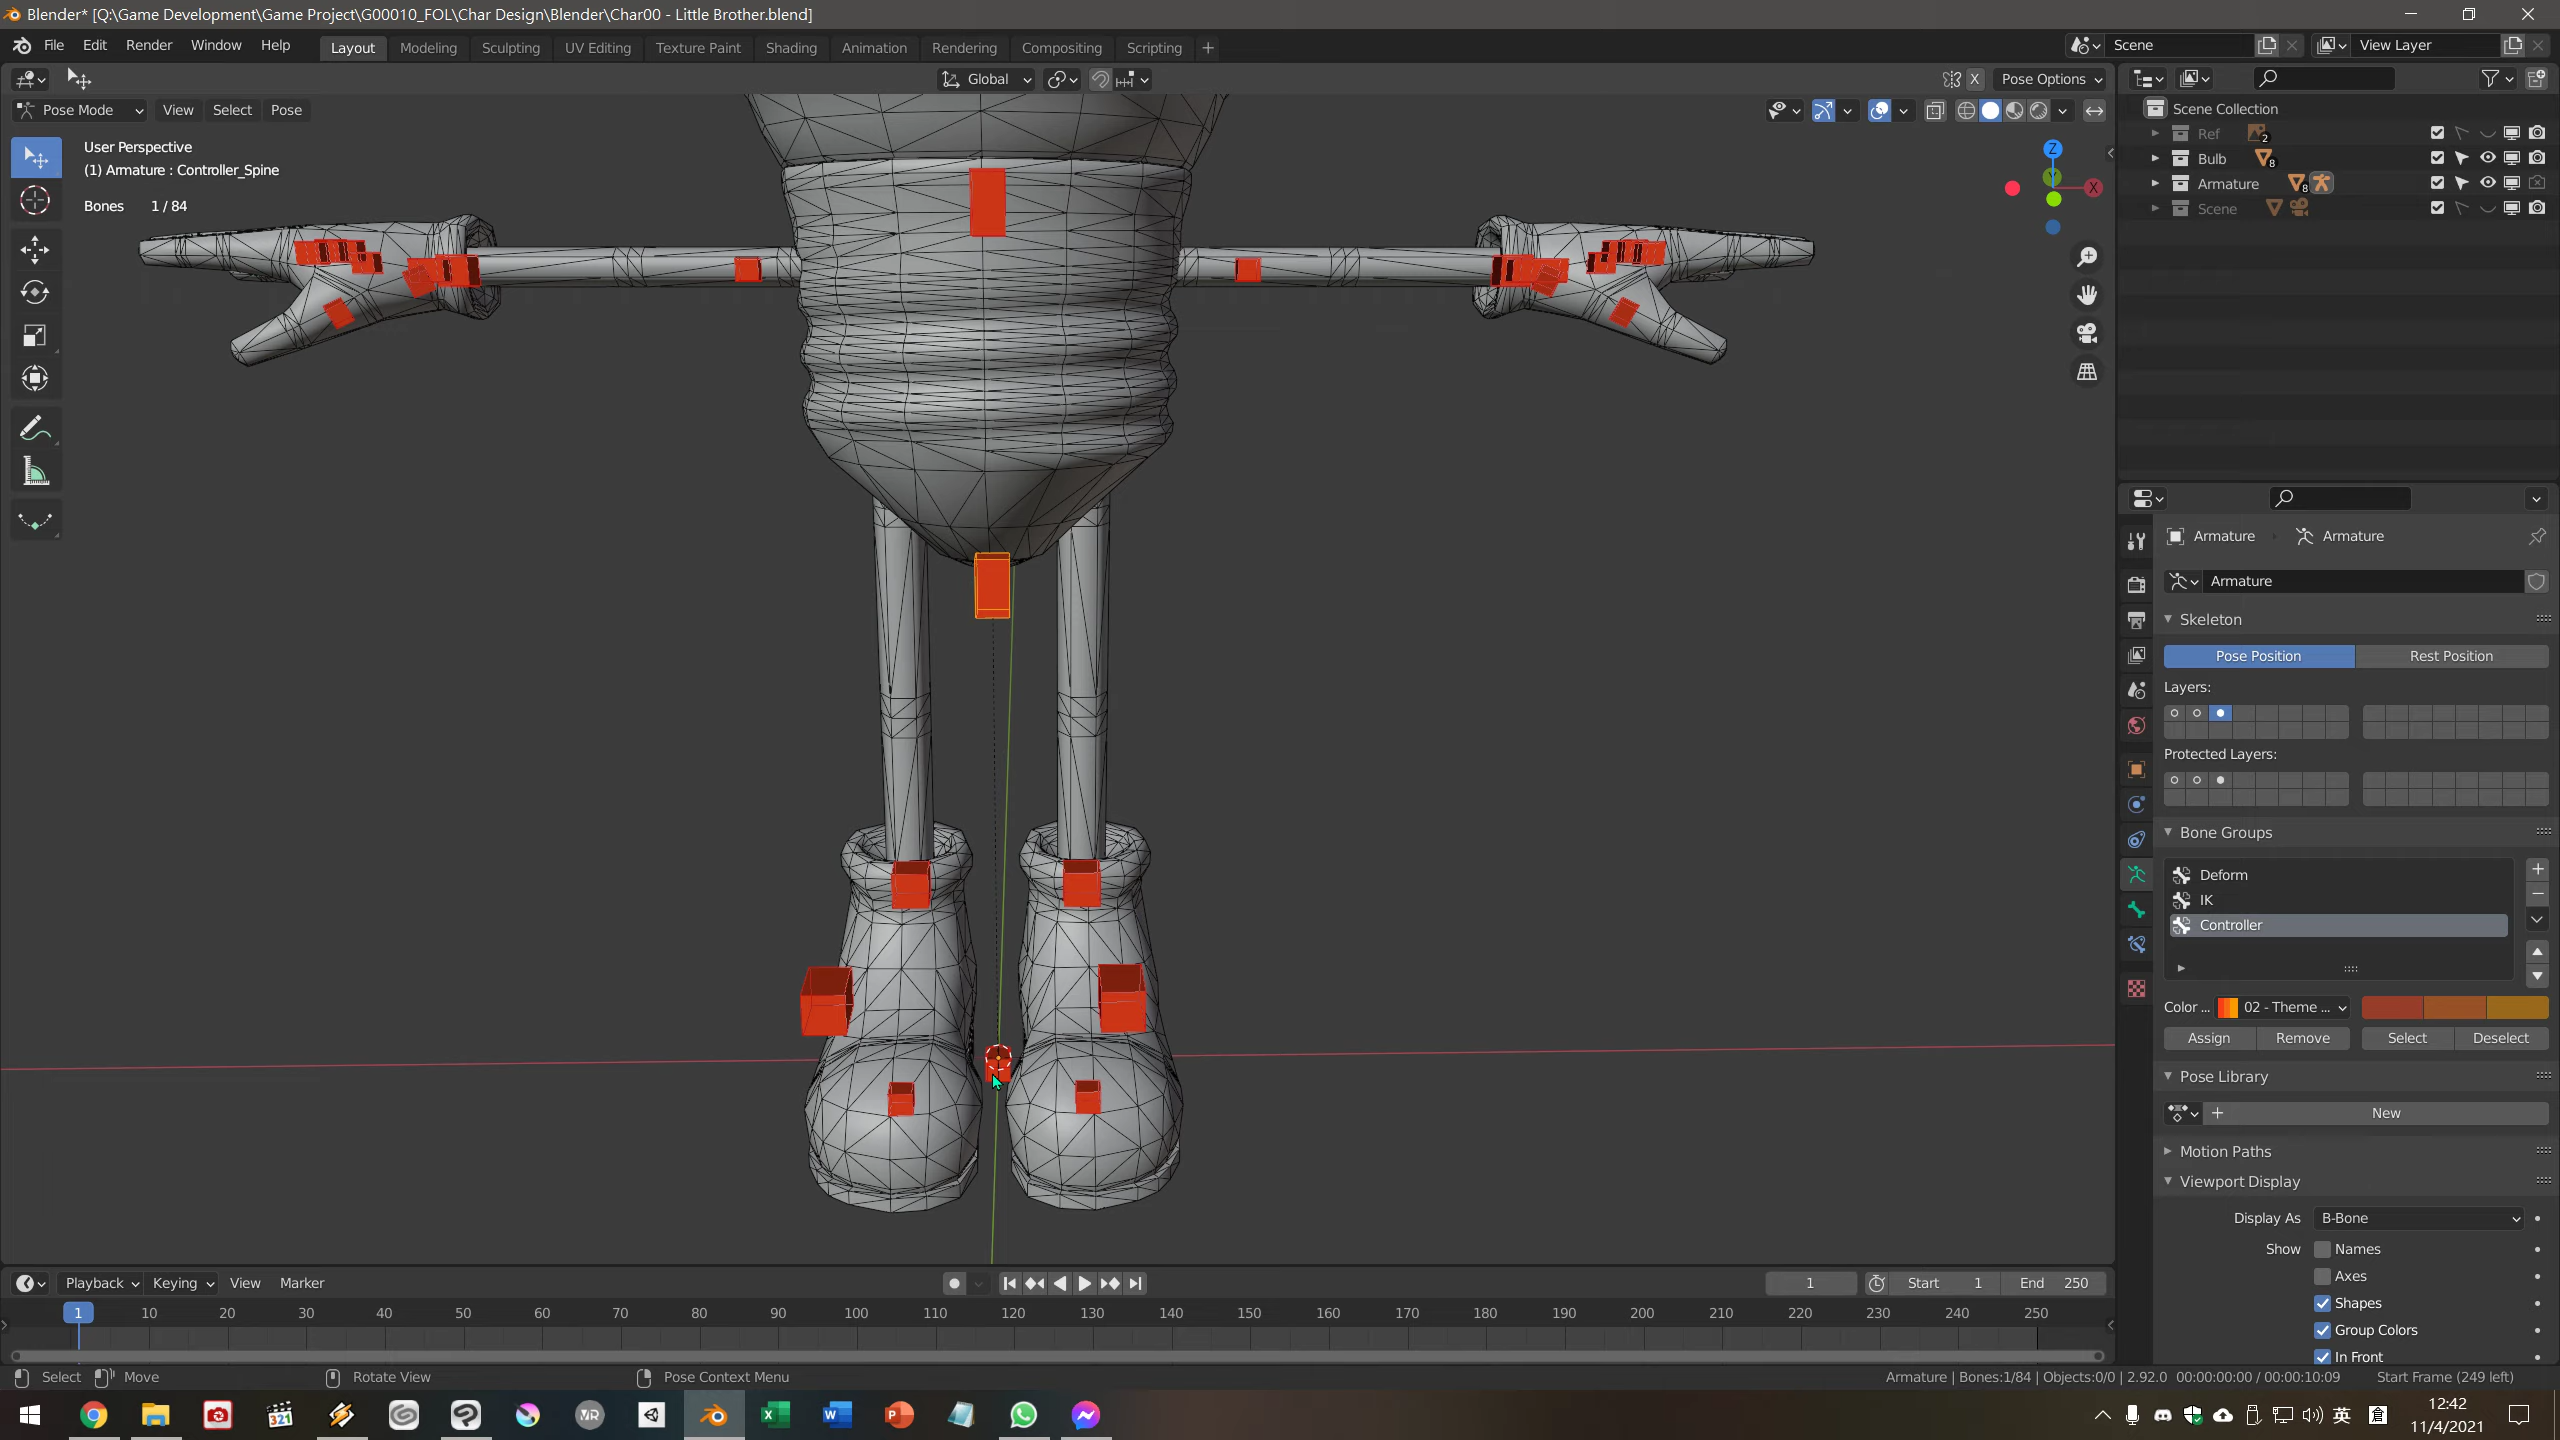 Blender* [Q:\Game Development\Game Project\G00010_FOL\Char Design\Blender\Char00 - Little Brother.blend]
File Edit Render Window Help Layout Modeling Sculpting UV Editing Texture Paint Shading Animation Rendering Compositing Scripting + Scene View Layer
Global X Pose Options
Pose Mode View Select Pose
User Perspective
(1) Armature : Controller_Spine
Bones 1 / 84
Z
Y
X
Scene Collection
Ref 2
Bulb 8
Armature 8
Scene
Armature Armature
Armature
Skeleton
Pose Position Rest Position
Layers:
Protected Layers:
Bone Groups
Deform
IK
Controller
Color ... 02 - Theme ...
Assign Remove Select Deselect
Pose Library
New
Motion Paths
Viewport Display
Display As B-Bone
Show Names
Axes
Shapes
Group Colors
In Front
Playback Keying View Marker 1 Start 1 End 250
1 10 20 30 40 50 60 70 80 90 100 110 120 130 140 150 160 170 180 190 200 210 220 230 240 250
Select Move Rotate View Pose Context Menu Armature | Bones:1/84 | Objects:0/0 | 2.92.0 00:00:00:00 / 00:00:10:09 Start Frame (249 left)
321
英 倉
12:42
11/4/2021